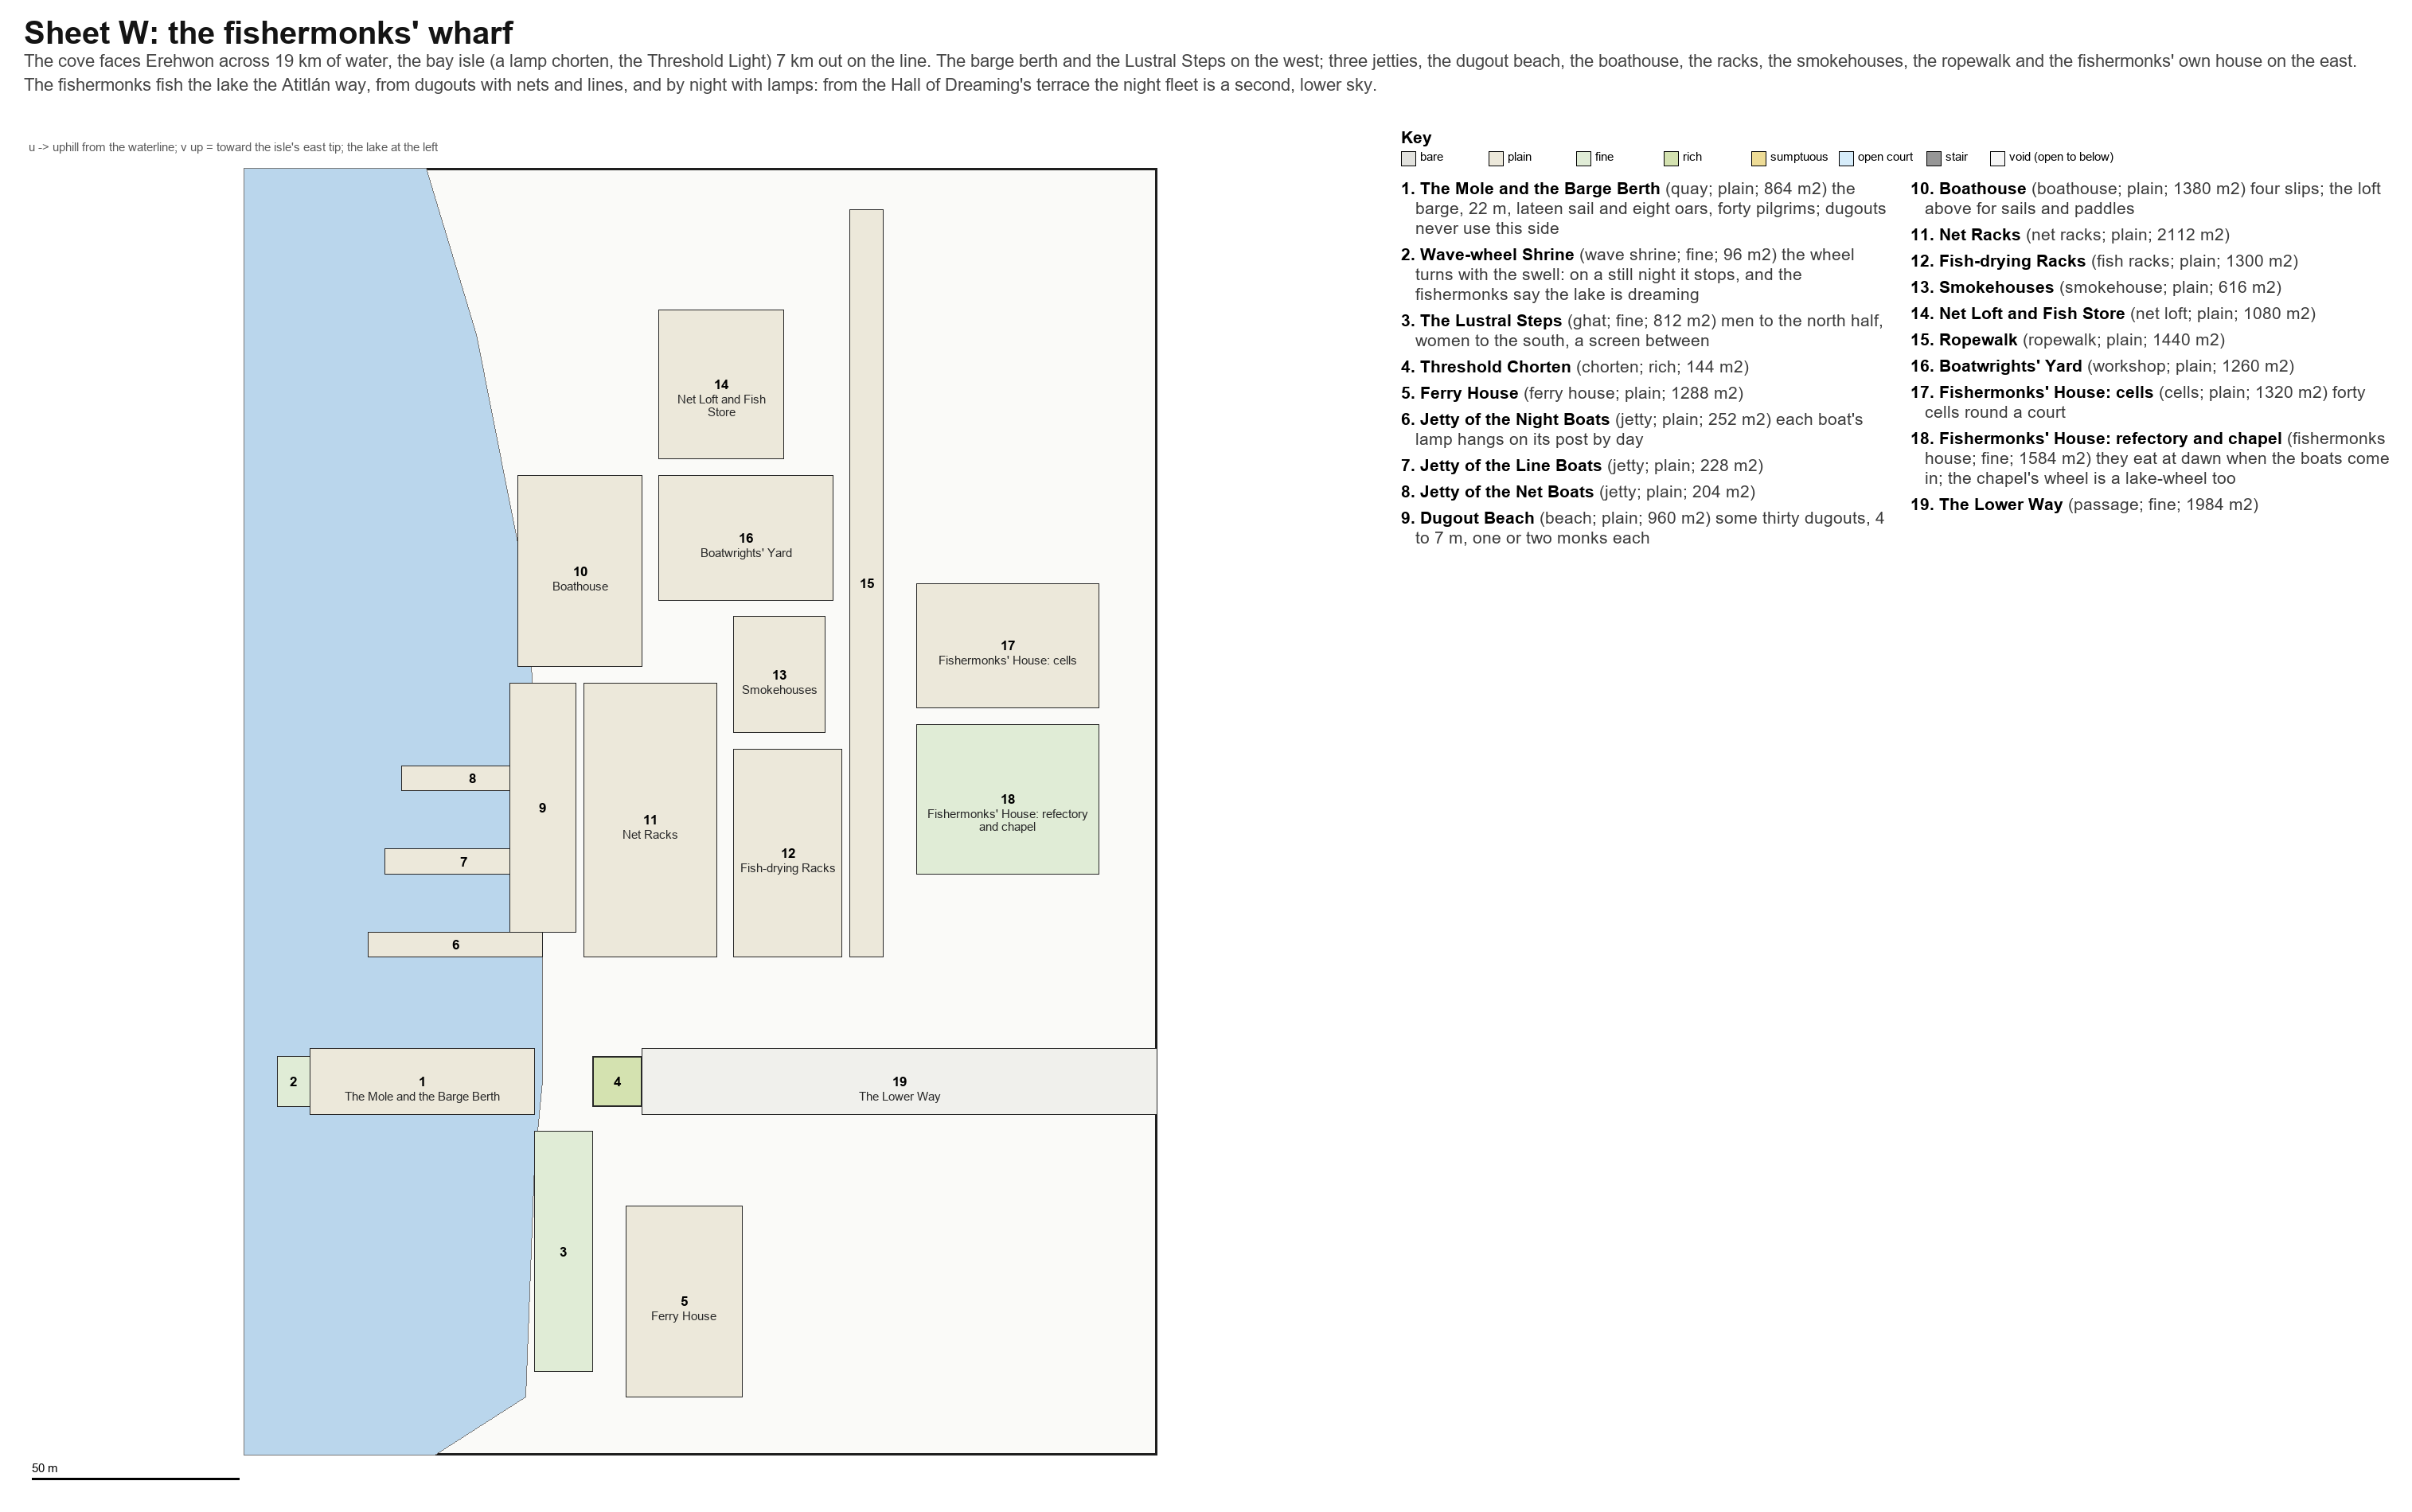 Sheet W: the fishermonks' wharf
The cove faces Erehwon across 19 km of water, the bay isle (a lamp chorten, the Threshold Light) 7 km out on the line. The barge berth and the Lustral Steps on the west; three jetties, the dugout beach, the boathouse, the racks, the smokehouses, the ropewalk and the fishermonks' own house on the east.
The fishermonks fish the lake the Atitlán way, from dugouts with nets and lines, and by night with lamps: from the Hall of Dreaming's terrace the night fleet is a second, lower sky.
u -> uphill from the waterline; v up = toward the isle's east tip; the lake at the left
14
Net Loft and Fish
Store
16
Boatwrights' Yard
10
Boathouse
15
17
Fishermonks' House: cells
13
Smokehouses
8
9
18
Fishermonks' House: refectory
and chapel
11
Net Racks
7
12
Fish-drying Racks
6
2
1
The Mole and the Barge Berth
4
19
The Lower Way
3
5
Ferry House
50 m
Key
bare
plain
fine
rich
sumptuous
open court
stair
void (open to below)
1. The Mole and the Barge Berth (quay; plain; 864 m2) the
barge, 22 m, lateen sail and eight oars, forty pilgrims; dugouts
never use this side
2. Wave-wheel Shrine (wave shrine; fine; 96 m2) the wheel
turns with the swell: on a still night it stops, and the
fishermonks say the lake is dreaming
3. The Lustral Steps (ghat; fine; 812 m2) men to the north half,
women to the south, a screen between
4. Threshold Chorten (chorten; rich; 144 m2)
5. Ferry House (ferry house; plain; 1288 m2)
6. Jetty of the Night Boats (jetty; plain; 252 m2) each boat's
lamp hangs on its post by day
7. Jetty of the Line Boats (jetty; plain; 228 m2)
8. Jetty of the Net Boats (jetty; plain; 204 m2)
9. Dugout Beach (beach; plain; 960 m2) some thirty dugouts, 4
to 7 m, one or two monks each
10. Boathouse (boathouse; plain; 1380 m2) four slips; the loft
above for sails and paddles
11. Net Racks (net racks; plain; 2112 m2)
12. Fish-drying Racks (fish racks; plain; 1300 m2)
13. Smokehouses (smokehouse; plain; 616 m2)
14. Net Loft and Fish Store (net loft; plain; 1080 m2)
15. Ropewalk (ropewalk; plain; 1440 m2)
16. Boatwrights' Yard (workshop; plain; 1260 m2)
17. Fishermonks' House: cells (cells; plain; 1320 m2) forty
cells round a court
18. Fishermonks' House: refectory and chapel (fishermonks
house; fine; 1584 m2) they eat at dawn when the boats come
in; the chapel's wheel is a lake-wheel too
19. The Lower Way (passage; fine; 1984 m2)